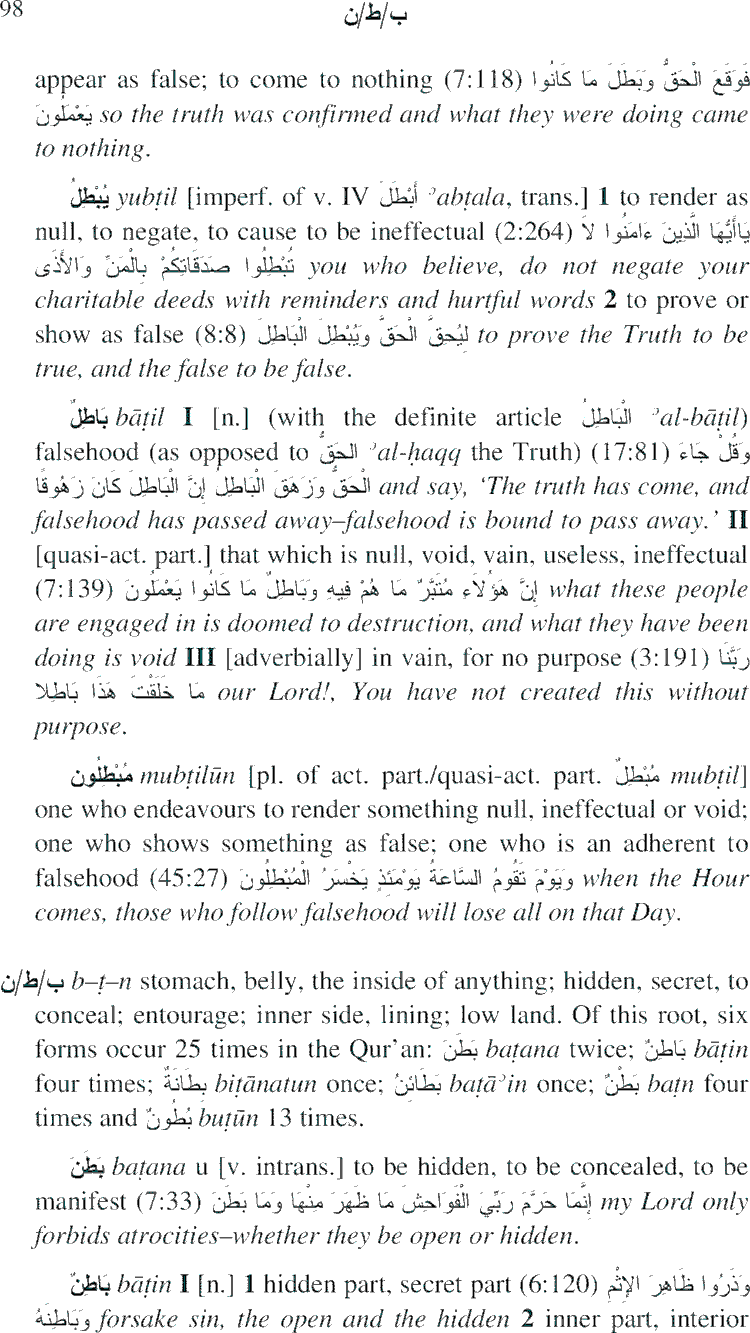 98 ب/ط/ن
appear as false; to come to nothing (7:118) فَوَقَعَ الْحَقُّ وَبَطَلَ مَا كَانُوا
يَعْمَلُونَ so the truth was confirmed and what they were doing came
to nothing.
يُبْطِلُ yubṭil [imperf. of v. IV أَبْطَلَ ʾabṭala, trans.] 1 to render as
null, to negate, to cause to be ineffectual (2:264) يَاأَيُّهَا الَّذِينَ ءَامَنُوا لاَ
تُبْطِلُوا صَدَقَاتِكُمْ بِالْمَنِّ وَالأَذَى you who believe, do not negate your
charitable deeds with reminders and hurtful words 2 to prove or
show as false (8:8) لِيُحِقَّ الْحَقَّ وَيُبْطِلَ الْبَاطِلَ to prove the Truth to be
true, and the false to be false.
بَاطِلٌ bāṭil I [n.] (with the definite article الْبَاطِلُ ʾal-bāṭil)
falsehood (as opposed to الحَقُّ ʾal-ḥaqq the Truth) (17:81) وَقُلْ جَاءَ
الْحَقُّ وَزَهَقَ الْبَاطِلُ إِنَّ الْبَاطِلَ كَانَ زَهُوقًا and say, ‘The truth has come, and
falsehood has passed away–falsehood is bound to pass away.’ II
[quasi-act. part.] that which is null, void, vain, useless, ineffectual
(7:139) إِنَّ هَؤُلاَءِ مُتَبَّرٌ مَا هُمْ فِيهِ وَبَاطِلٌ مَا كَانُوا يَعْمَلُونَ what these people
are engaged in is doomed to destruction, and what they have been
doing is void III [adverbially] in vain, for no purpose (3:191) رَبَّنَا
مَا خَلَقْتَ هَذَا بَاطِلا our Lord!, You have not created this without
purpose.
مُبْطِلُون mubṭilūn [pl. of act. part./quasi-act. part. مُبْطِلٌ mubṭil]
one who endeavours to render something null, ineffectual or void;
one who shows something as false; one who is an adherent to
falsehood (45:27) وَيَوْمَ تَقُومُ السَّاعَةُ يَوْمَئِذٍ يَخْسَرُ الْمُبْطِلُونَ when the Hour
comes, those who follow falsehood will lose all on that Day.
ب/ط/ن b–ṭ–n stomach, belly, the inside of anything; hidden, secret, to
conceal; entourage; inner side, lining; low land. Of this root, six
forms occur 25 times in the Qur’an: بَطَنَ baṭana twice; بَاطِنٌ bāṭin
four times; بِطَانَةٌ biṭānatun once; بَطَائِنُ baṭāʾin once; بَطْنٌ baṭn four
times and بُطُونٌ buṭūn 13 times.
بَطَنَ baṭana u [v. intrans.] to be hidden, to be concealed, to be
manifest (7:33) إِنَّمَا حَرَّمَ رَبِّيَ الْفَوَاحِشَ مَا ظَهَرَ مِنْهَا وَمَا بَطَنَ my Lord only
forbids atrocities–whether they be open or hidden.
بَاطِنٌ bāṭin I [n.] 1 hidden part, secret part (6:120) وَذَرُوا ظَاهِرَ الإِثْمِ
وَبَاطِنَهُ forsake sin, the open and the hidden 2 inner part, interior